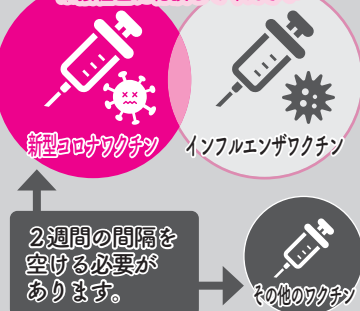 新型コロナワクチン
インフルエンザワクチン
2週間の間隔を
空ける必要が
あります。
その他のワクチン